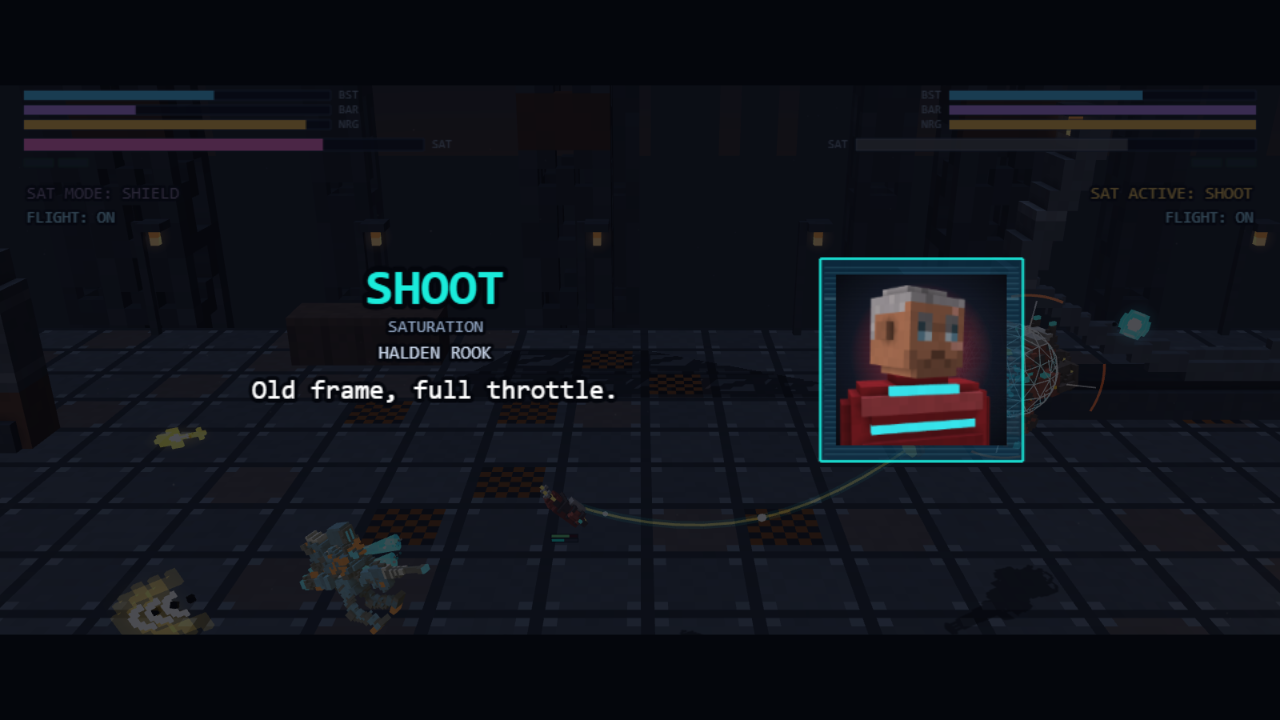 BST
BAR
NRG
SAT
SAT MODE: SHIELD
FLIGHT: ON
BST
BAR
NRG
SAT
SAT ACTIVE: SHOOT
FLIGHT: ON
SHOOT
SATURATION
HALDEN ROOK
Old frame, full throttle.